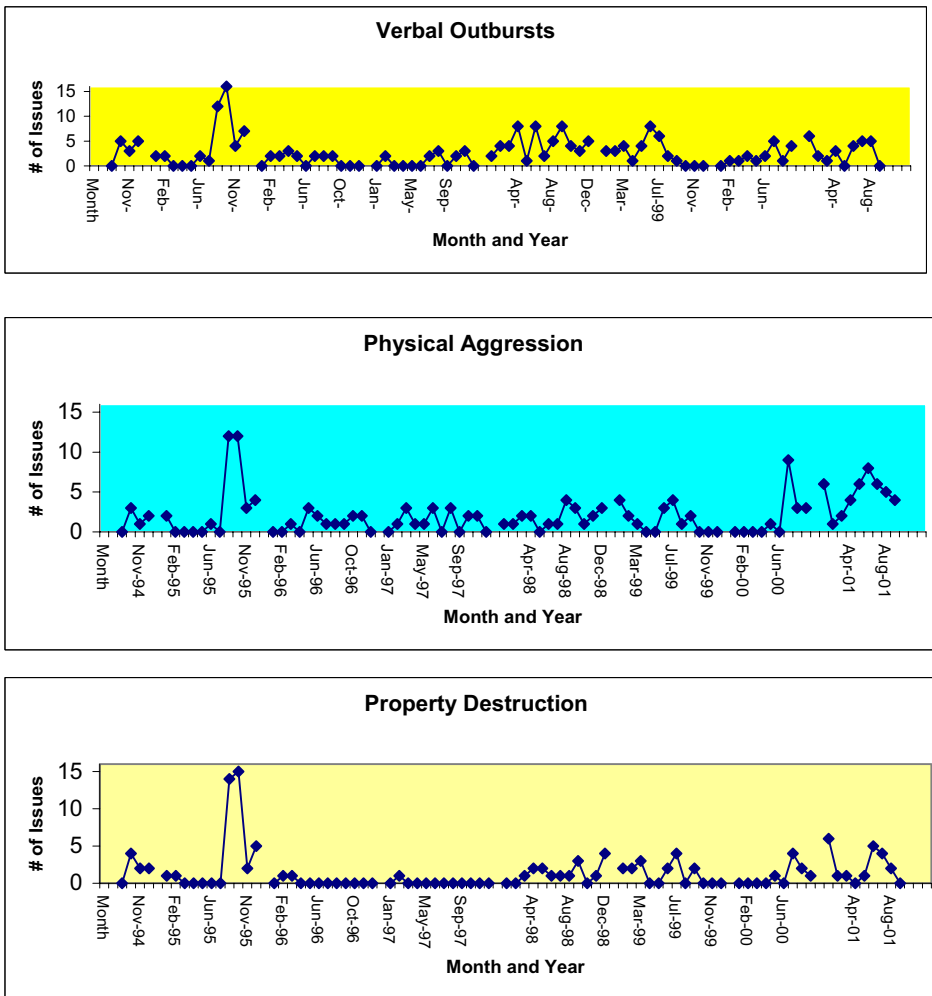 Verbal Outbursts
# of Issues
15
10
5
0
Month
Nov-
Feb-
Jun-
Nov-
Feb-
Jun-
Oct-
Jan-
May-
Sep-
Apr-
Aug-
Dec-
Mar-
Jul-99
Nov-
Feb-
Jun-
Apr-
Aug-
Month and Year
Physical Aggression
# of Issues
15
10
5
0
Month
Nov-94
Feb-95
Jun-95
Nov-95
Feb-96
Jun-96
Oct-96
Jan-97
May-97
Sep-97
Apr-98
Aug-98
Dec-98
Mar-99
Jul-99
Nov-99
Feb-00
Jun-00
Apr-01
Aug-01
Month and Year
Property Destruction
# of Issues
15
10
5
0
Month
Nov-94
Feb-95
Jun-95
Nov-95
Feb-96
Jun-96
Oct-96
Jan-97
May-97
Sep-97
Apr-98
Aug-98
Dec-98
Mar-99
Jul-99
Nov-99
Feb-00
Jun-00
Apr-01
Aug-01
Month and Year